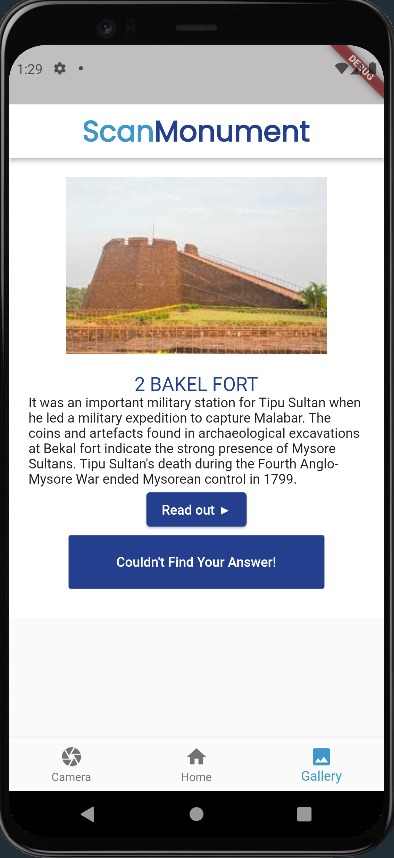 1:29
DEBUG
ScanMonument
2 BAKEL FORT
It was an important military station for Tipu Sultan when
he led a military expedition to capture Malabar. The
coins and artefacts found in archaeological excavations
at Bekal fort indicate the strong presence of Mysore
Sultans. Tipu Sultan's death during the Fourth Anglo-
Mysore War ended Mysorean control in 1799.
Read out ►
Couldn't Find Your Answer!
Camera Home Gallery